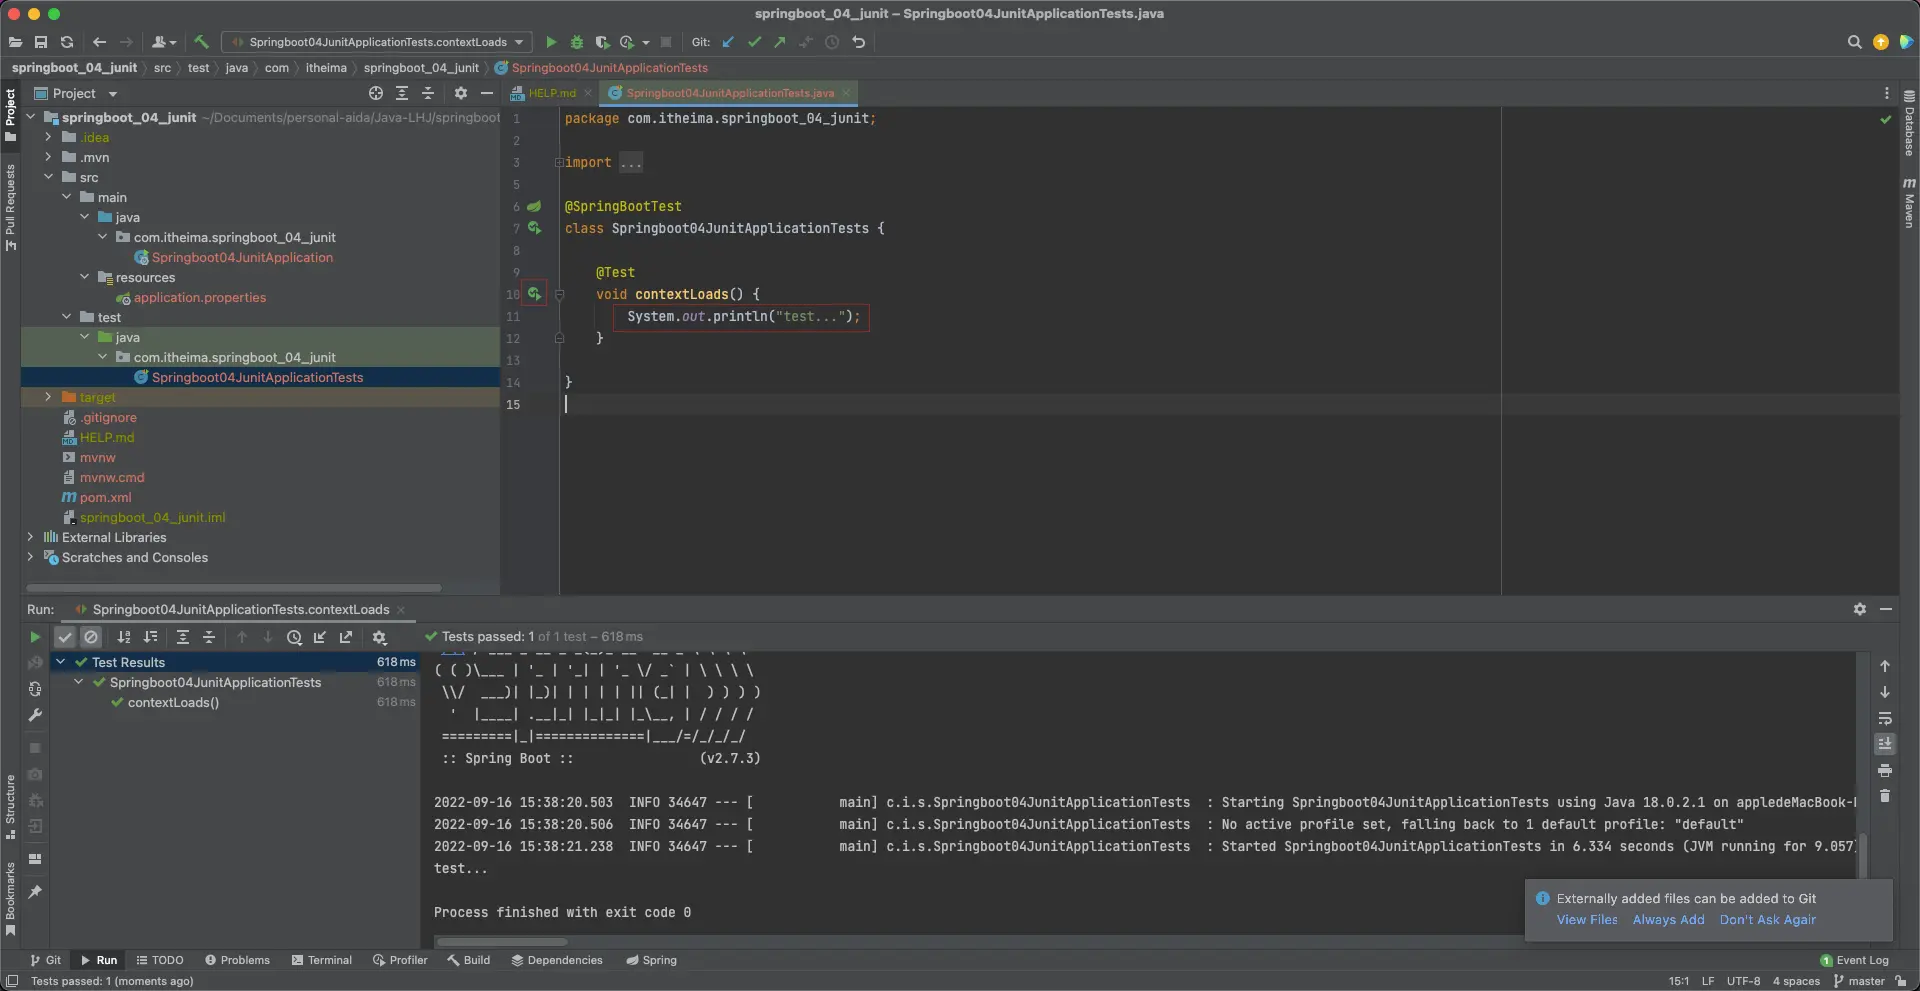 springboot_04_junit – Springboot04JunitApplicationTests.java
Springboot04JunitApplicationTests.contextLoads
Git:
springboot_04_junit src test java com itheima springboot_04_junit Springboot04JunitApplicationTests
Project
HELP.md
Springboot04JunitApplicationTests.java
Project
Pull Requests
Structure
Bookmarks
springboot_04_junit ~/Documents/personal-aida/Java-LHJ/springboot
.idea
.mvn
src
main
java
com.itheima.springboot_04_junit
Springboot04JunitApplication
resources
application.properties
test
java
com.itheima.springboot_04_junit
Springboot04JunitApplicationTests
target
.gitignore
HELP.md
mvnw
mvnw.cmd
pom.xml
springboot_04_junit.iml
External Libraries
Scratches and Consoles
1 package com.itheima.springboot_04_junit;
2
3 import ...
5
6 @SpringBootTest
7 class Springboot04JunitApplicationTests {
8
9 @Test
10 void contextLoads() {
11 System.out.println("test...");
12 }
13
14 }
15
Database
Maven
Run: Springboot04JunitApplicationTests.contextLoads
Tests passed: 1 of 1 test – 618 ms
Test Results 618 ms
Springboot04JunitApplicationTests 618 ms
contextLoads() 618 ms
( ( )\___ | '_ | '_| | '_ \/ _` | \ \ \ \
\\/ ___)| |_)| | | | | || (_| | ) ) ) )
' |____| .__|_| |_|_| |_\__, | / / / /
=========|_|==============|___/=/_/_/_/
:: Spring Boot :: (v2.7.3)
2022-09-16 15:38:20.503 INFO 34647 --- [ main] c.i.s.Springboot04JunitApplicationTests : Starting Springboot04JunitApplicationTests using Java 18.0.2.1 on appledeMacBook-
2022-09-16 15:38:20.506 INFO 34647 --- [ main] c.i.s.Springboot04JunitApplicationTests : No active profile set, falling back to 1 default profile: "default"
2022-09-16 15:38:21.238 INFO 34647 --- [ main] c.i.s.Springboot04JunitApplicationTests : Started Springboot04JunitApplicationTests in 6.334 seconds (JVM running for 9.057)
test...
Process finished with exit code 0
Externally added files can be added to Git
View Files Always Add Don't Ask Again
Git Run TODO Problems Terminal Profiler Build Dependencies Spring
1 Event Log
Tests passed: 1 (moments ago)
15:1 LF UTF-8 4 spaces master